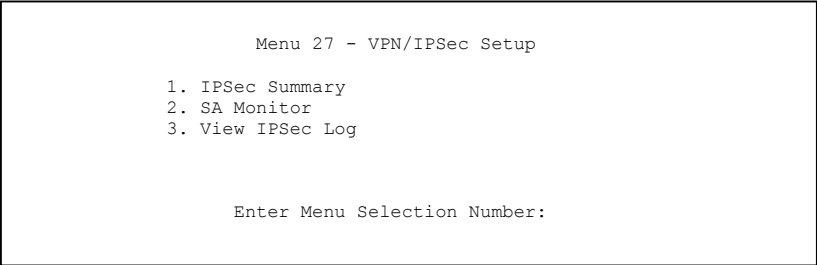 Menu 27 - VPN/IPSec Setup
1. IPSec Summary
2. SA Monitor
3. View IPSec Log
Enter Menu Selection Number: